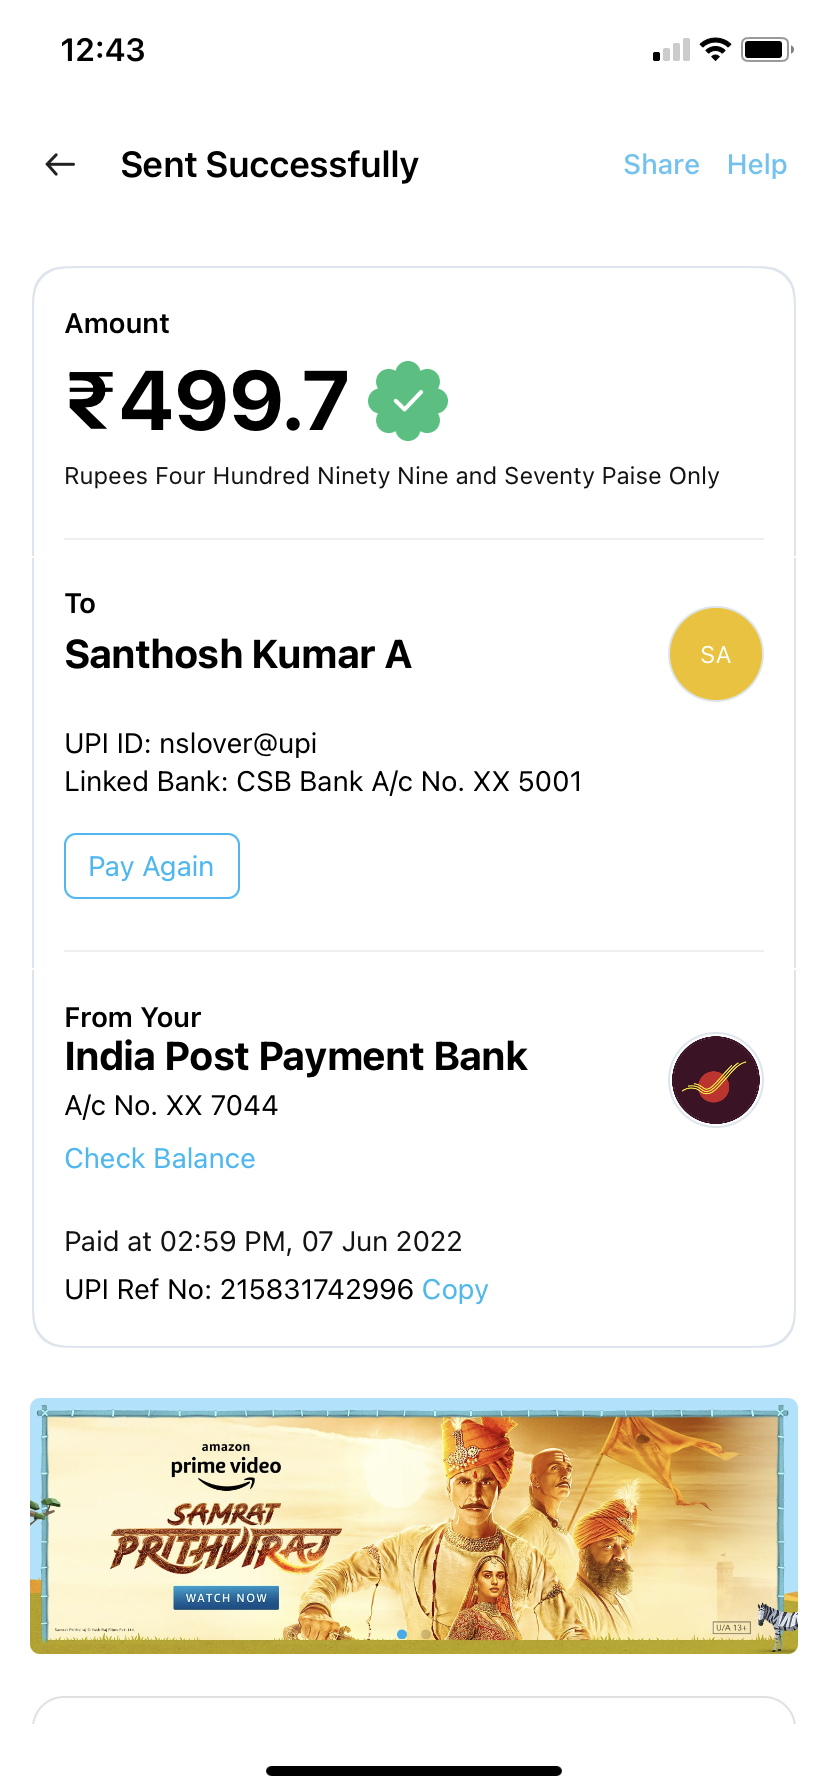 12:43
Sent Successfully
Share Help
Amount
₹499.7
Rupees Four Hundred Ninety Nine and Seventy Paise Only
To
Santhosh Kumar A
SA
UPI ID: nslover@upi
Linked Bank: CSB Bank A/c No. XX 5001
Pay Again
From Your
India Post Payment Bank
A/c No. XX 7044
Check Balance
Paid at 02:59 PM, 07 Jun 2022
UPI Ref No: 215831742996 Copy
amazon
prime video
SAMRAT
PRITHVIRAJ
WATCH NOW
U/A 13+